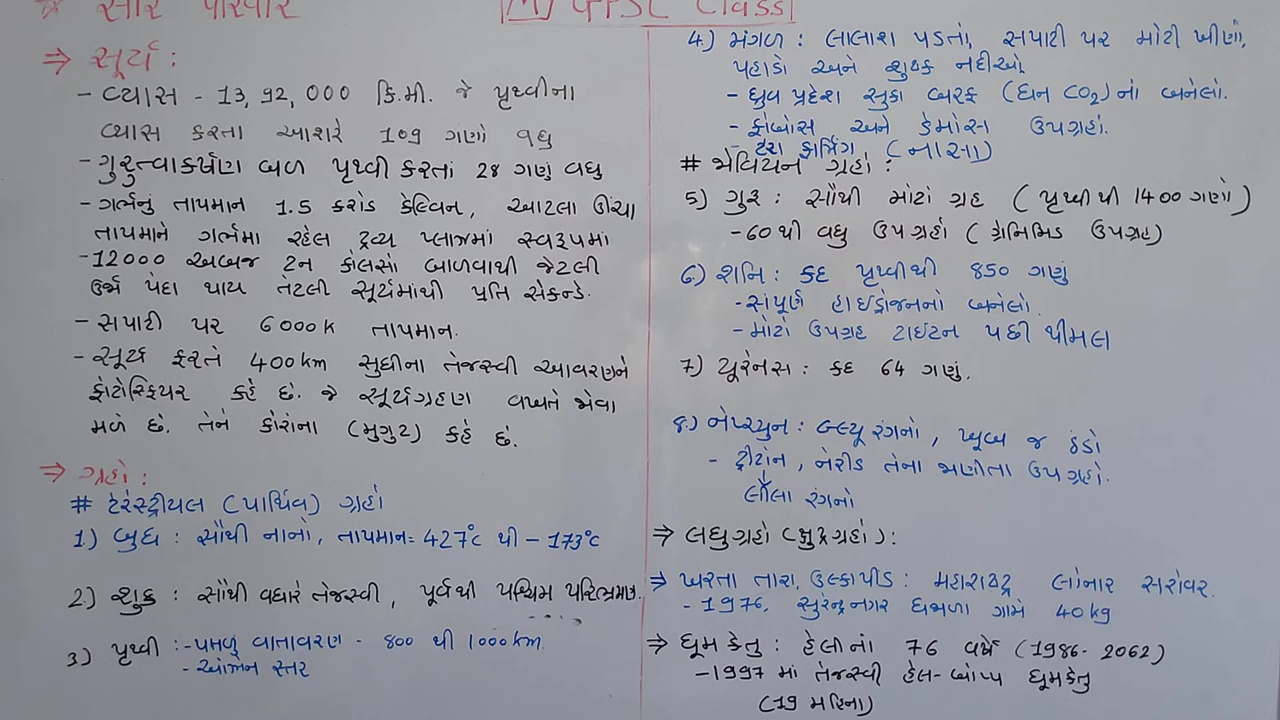 ☆ સૌર પરિવાર
GPSC Class
⇒ સૂર્ય :
- વ્યાસ - 13,92,000 કિ.મી. જે પૃથ્વીના
વ્યાસ કરતા આશરે 109 ગણો વધુ
- ગુરુત્વાકર્ષણ બળ પૃથ્વી કરતાં 28 ગણું વધુ
- ગર્ભનું તાપમાન 1.5 કરોડ કેલ્વિન, આટલા ઊંચા
તાપમાને ગર્ભમા રહેલ દ્રવ્ય પ્લાઝમાં સ્વરૂપમાં
- 12000 અબજ ટન કોલસો બાળવાથી જેટલી
ઉર્જા પેદા થાય તેટલી સૂર્યમાંથી પ્રતિ સેકન્ડે.
- સપાટી પર 6000K તાપમાન.
- સૂર્ય ફરતે 400km સુધીના તેજસ્વી આવરણને
ફોટોસ્ફિયર કહે છે. જે સૂર્યગ્રહણ વખતે જોવા
મળે છે. તેને કોરોના (મુગુટ) કહે છે.
⇒ ગ્રહો :
# ટેરેસ્ટ્રીયલ (પાર્થિવ) ગ્રહો
1) બુધ : સૌથી નાનો, તાપમાન = 427°c થી - 173°c
2) શુક્ર : સૌથી વધારે તેજસ્વી, પૂર્વથી પશ્ચિમ પરિભ્રમણ.
3) પૃથ્વી : - પાતળું વાતાવરણ - 800 થી 1000km
- ઓઝોન સ્તર
4) મંગળ : લાલાશ પડતો, સપાટી પર મોટી ખીણો,
પહાડો અને શુષ્ક નદીઓ
- ધ્રુવ પ્રદેશ સુકા બરફ (ઘન CO₂) નો બનેલો.
- ફોબોસ અને ડેમોસ ઉપગ્રહો.
- ટેરા ફોર્મિંગ (નાસા)
# જોવિયન ગ્રહો :
5) ગુરુ : સૌથી મોટો ગ્રહ (પૃથ્વીથી 1400 ગણો)
- 60 થી વધુ ઉપગ્રહો (ગ્રેનિમિડ ઉપગ્રહ)
6) શનિ : કદ પૃથ્વીથી 850 ગણું
- સંપૂર્ણ હાઈડ્રોજનનો બનેલો.
- મોટો ઉપગ્રહ ટાઈટન પછી થીમલ
7) યૂરેનસ : કદ 64 ગણું.
8) નેપ્ચ્યુન : બ્લ્યૂ રંગનો, ખૂબ જ ઠંડો
- ટ્રીટોન, નેરીડ તેના જાણીતા ઉપગ્રહો.
લીલા રંગનો
⇒ લઘુગ્રહો (ક્ષુદ્રગ્રહો) :
⇒ ખરતા તારા, ઉલ્કાપીંડ : મહારાષ્ટ્ર લોનાર સરોવર.
- 1976, સુરેન્દ્રનગર ધજાળા ગામે 40kg
⇒ ધૂમકેતુ : હેલીનો 76 વર્ષે (1986-2062)
- 1997 માં તેજસ્વી હેલ-બોપ્પ ધૂમકેતુ
(19 મહિના)